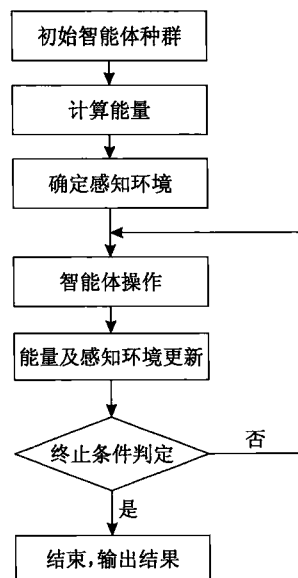 初始智能体种群
计算能量
确定感知环境
智能体操作
能量及感知环境更新
终止条件判定
否
是
结束,输出结果